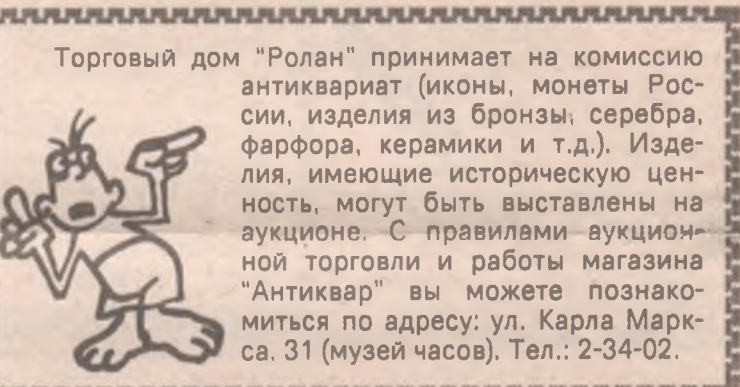 Торговый дом "Ролан" принимает на комиссию
антиквариат (иконы, монеты Рос-
сии, изделия из бронзы, серебра,
фарфора, керамики и т.д.). Изде-
лия, имеющие историческую цен-
ность, могут быть выставлены на
аукционе. С правилами аукцион-
ной торговли и работы магазина
"Антиквар" вы можете познако-
миться по адресу: ул. Карла Марк-
са, 31 (музей часов). Тел.: 2-34-02.